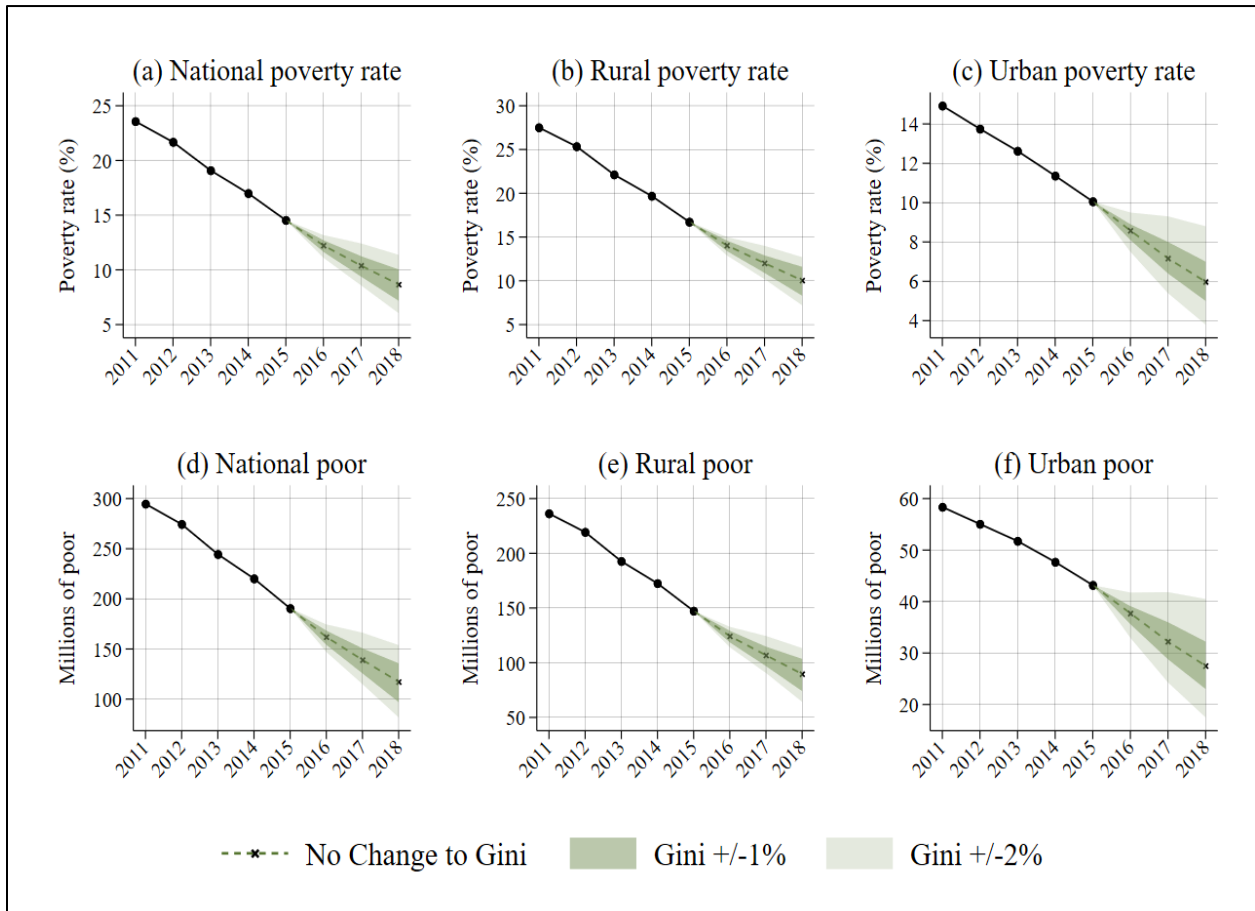 (a) National poverty rate
Poverty rate (%)
25
20
15
10
5
2011 2012 2013 2014 2015 2016 2017 2018
(b) Rural poverty rate
Poverty rate (%)
30
25
20
15
10
5
2011 2012 2013 2014 2015 2016 2017 2018
(c) Urban poverty rate
Poverty rate (%)
14
12
10
8
6
4
2011 2012 2013 2014 2015 2016 2017 2018
(d) National poor
Millions of poor
300
250
200
150
100
2011 2012 2013 2014 2015 2016 2017 2018
(e) Rural poor
Millions of poor
250
200
150
100
50
2011 2012 2013 2014 2015 2016 2017 2018
(f) Urban poor
Millions of poor
60
50
40
30
20
2011 2012 2013 2014 2015 2016 2017 2018
No Change to Gini
Gini +/-1%
Gini +/-2%